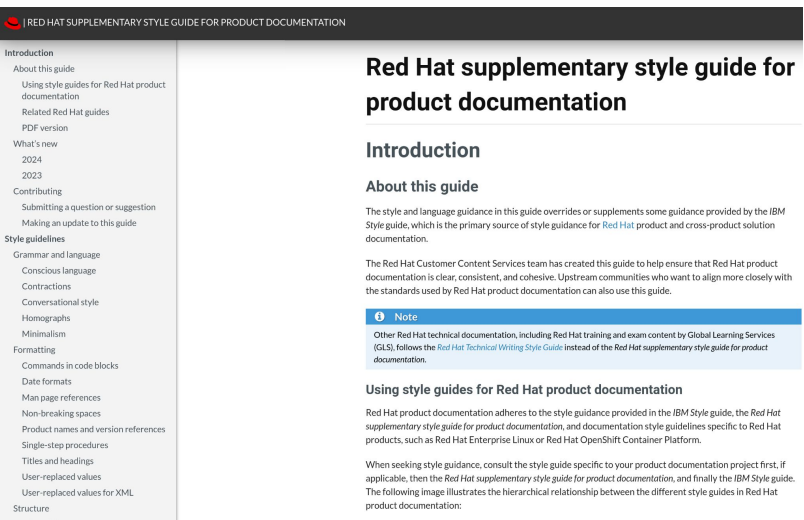 | RED HAT SUPPLEMENTARY STYLE GUIDE FOR PRODUCT DOCUMENTATION
Introduction
About this guide
Using style guides for Red Hat product
documentation
Related Red Hat guides
PDF version
What's new
2024
2023
Contributing
Submitting a question or suggestion
Making an update to this guide
Style guidelines
Grammar and language
Conscious language
Contractions
Conversational style
Homographs
Minimalism
Formatting
Commands in code blocks
Date formats
Man page references
Non-breaking spaces
Product names and version references
Single-step procedures
Titles and headings
User-replaced values
User-replaced values for XML
Structure
Red Hat supplementary style guide for
product documentation
Introduction
About this guide
The style and language guidance in this guide overrides or supplements some guidance provided by the IBM
Style guide, which is the primary source of style guidance for Red Hat product and cross-product solution
documentation.
The Red Hat Customer Content Services team has created this guide to help ensure that Red Hat product
documentation is clear, consistent, and cohesive. Upstream communities who want to align more closely with
the standards used by Red Hat product documentation can also use this guide.
Note
Other Red Hat technical documentation, including Red Hat training and exam content by Global Learning Services
(GLS), follows the Red Hat Technical Writing Style Guide instead of the Red Hat supplementary style guide for product
documentation.
Using style guides for Red Hat product documentation
Red Hat product documentation adheres to the style guidance provided in the IBM Style guide, the Red Hat
supplementary style guide for product documentation, and documentation style guidelines specific to Red Hat
products, such as Red Hat Enterprise Linux or Red Hat OpenShift Container Platform.
When seeking style guidance, consult the style guide specific to your product documentation project first, if
applicable, then the Red Hat supplementary style guide for product documentation, and finally the IBM Style guide.
The following image illustrates the hierarchical relationship between the different style guides in Red Hat
product documentation: